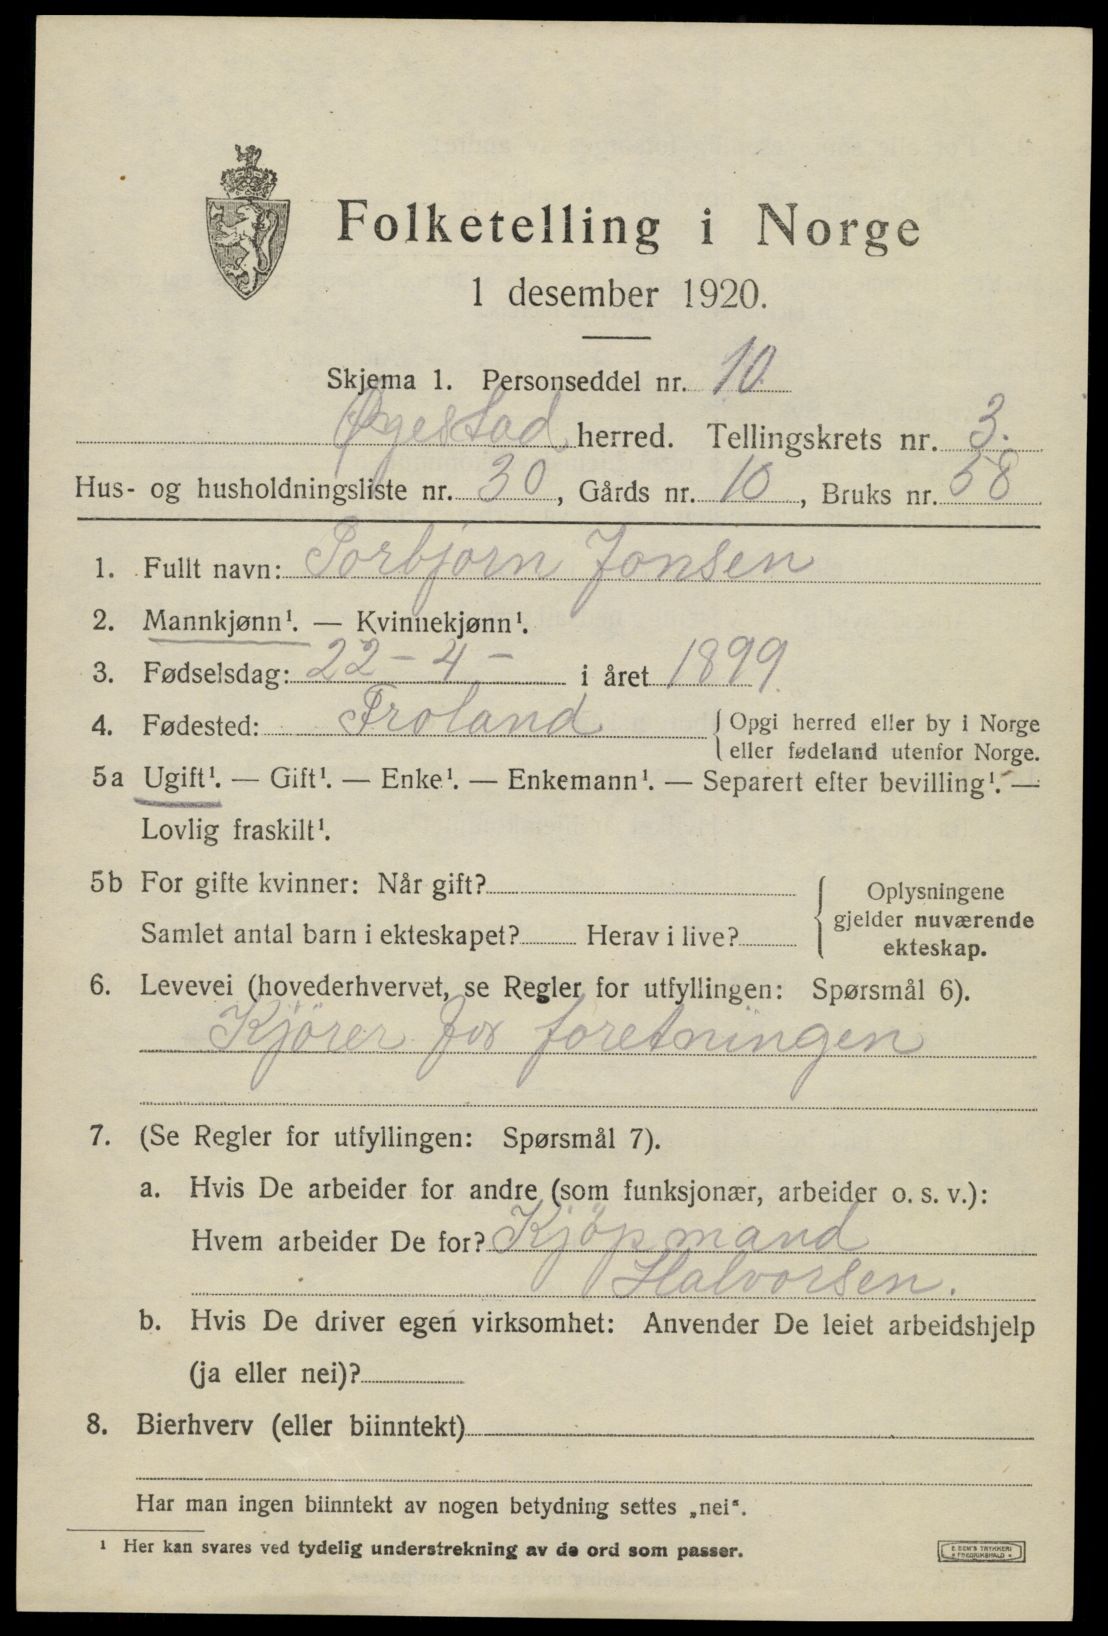 Folketelling i Norge
1 desember 1920.
Skjema 1. Personseddel nr. 10
Øyestad herred. Tellingskrets nr. 3.
Hus- og husholdningsliste nr. 30, Gårds nr. 10, Bruks nr. 58
1. Fullt navn: Torbjörn Jonsen
2. Mannkjønn¹. — Kvinnekjønn¹.
3. Fødselsdag: 22-4- i året 1899
4. Fødested: Froland { Opgi herred eller by i Norge
eller fødeland utenfor Norge.
5a Ugift¹. — Gift¹. — Enke¹. — Enkemann¹. — Separert efter bevilling¹. —
Lovlig fraskilt¹.
5b For gifte kvinner: Når gift?
Samlet antal barn i ekteskapet? Herav i live?
Oplysningene
gjelder nuværende
ekteskap.
6. Levevei (hovederhvervet, se Regler for utfyllingen: Spørsmål 6).
Kjörer for foretningen
7. (Se Regler for utfyllingen: Spørsmål 7).
a. Hvis De arbeider for andre (som funksjonær, arbeider o. s. v.):
Hvem arbeider De for? Kjöpmand
Halvorsen.
b. Hvis De driver egen virksomhet: Anvender De leiet arbeidshjelp
(ja eller nei)?
8. Bierhverv (eller biinntekt)
Har man ingen biinntekt av nogen betydning settes „nei“.
¹ Her kan svares ved tydelig understrekning av de ord som passer.
E. SEM'S TRYKKERI
FREDRIKSHALD